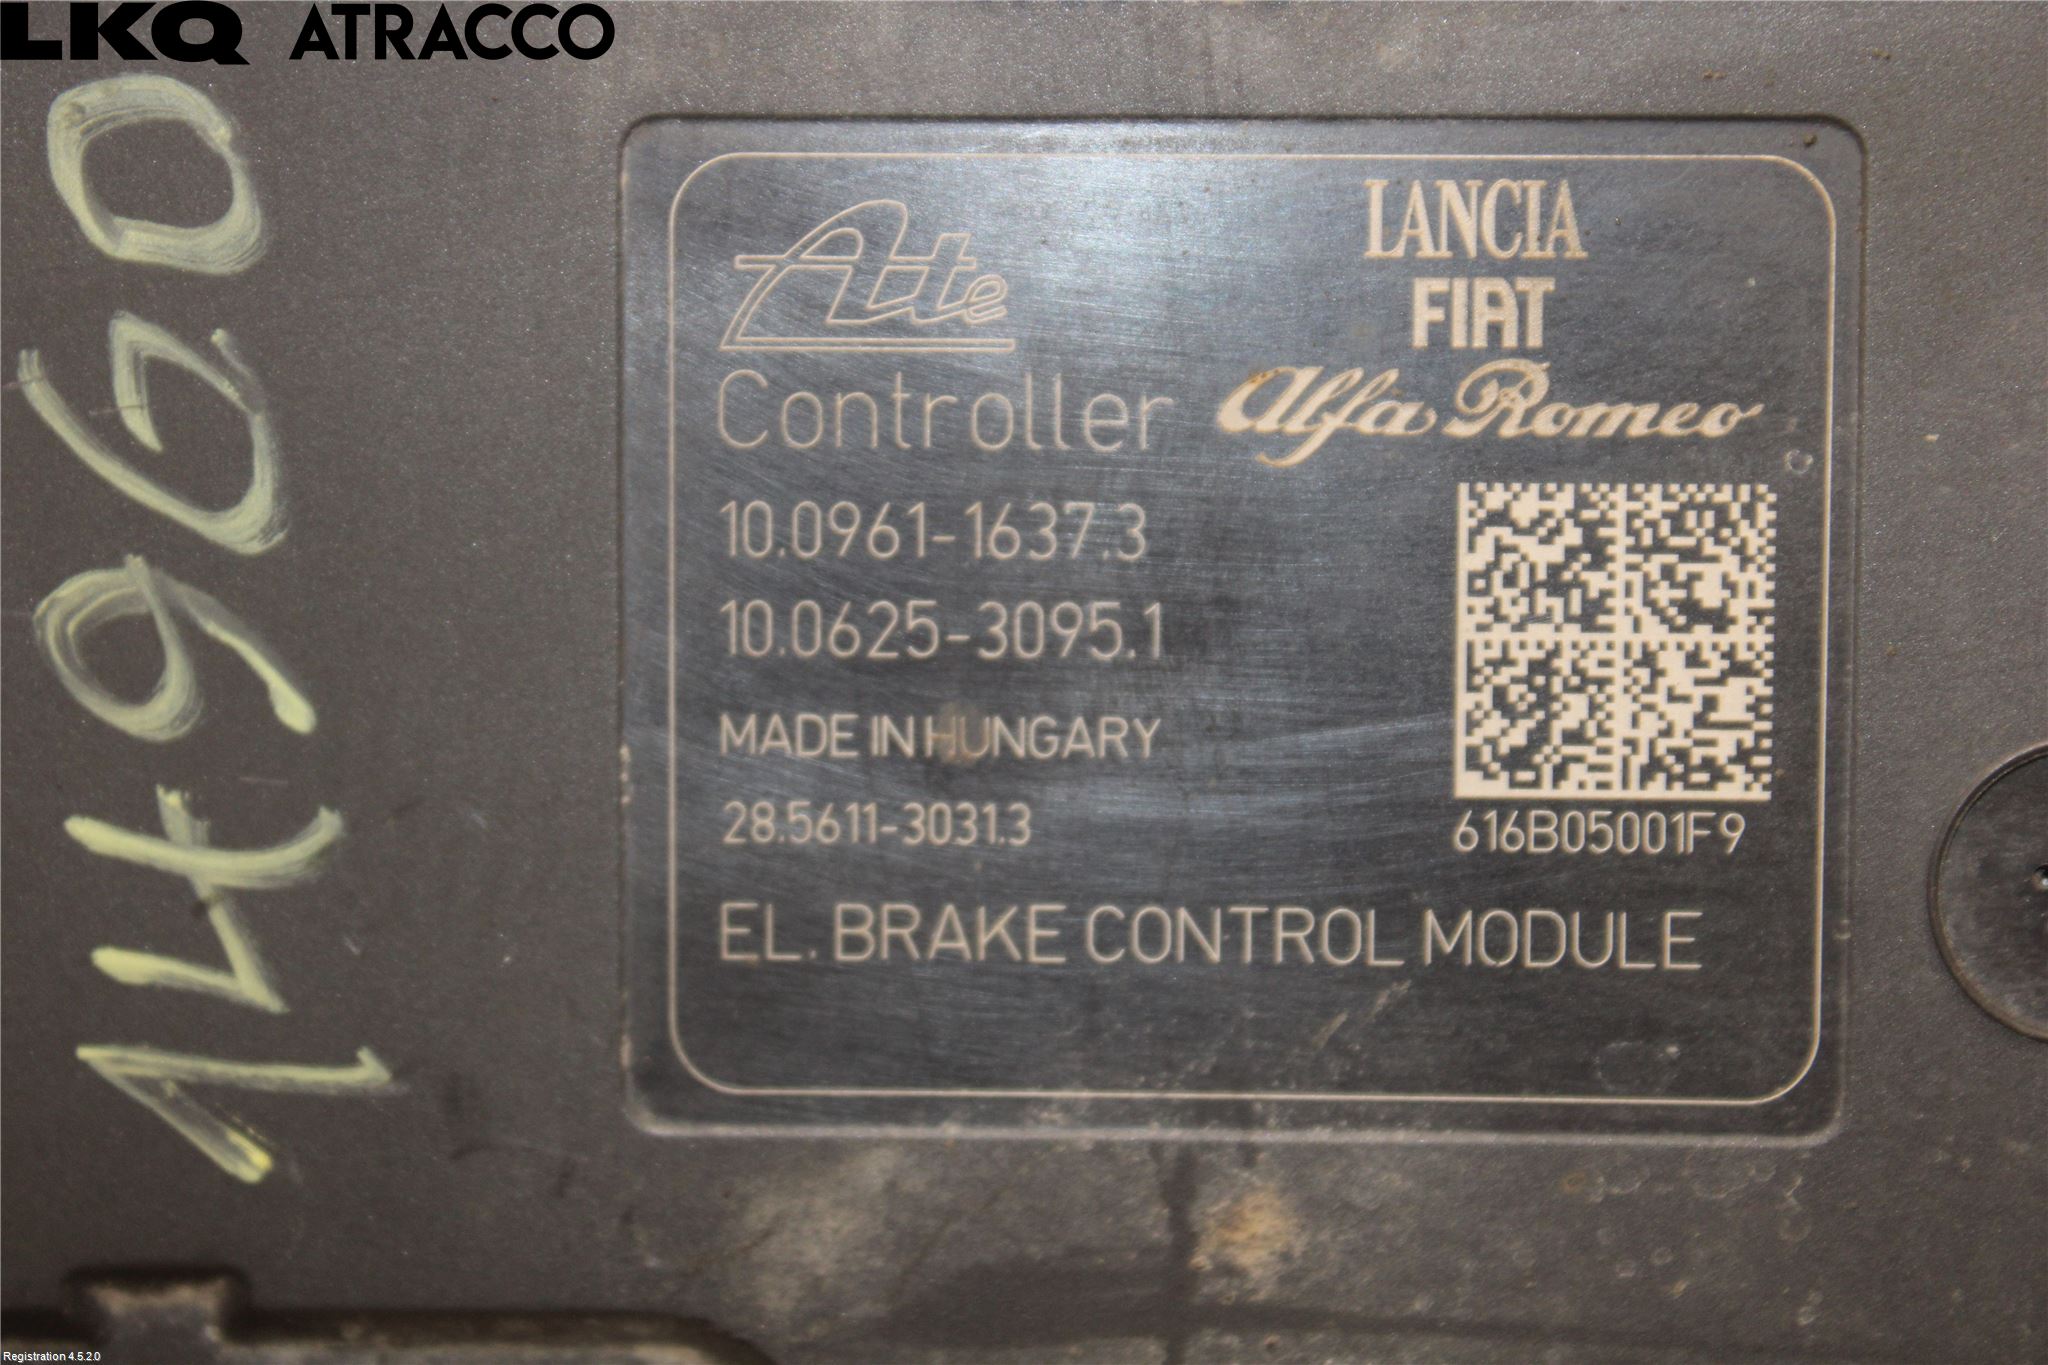 LKQ ATRACCO
14960
Ate
LANCIA
FIAT
Alfa Romeo
Controller
10.0961-1637.3
10.0625-3095.1
MADE IN HUNGARY
28.5611-3031.3
616B05001F9
EL. BRAKE CONTROL MODULE
Registration 4.5.2.0